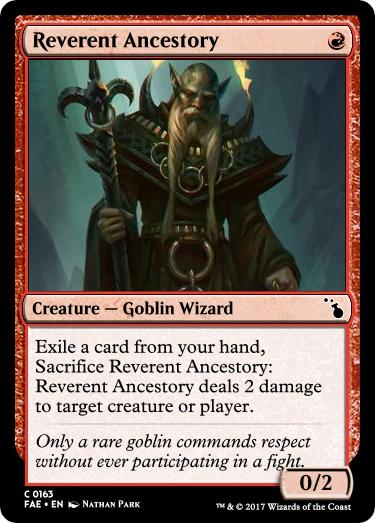 Reverent Ancestory
Creature — Goblin Wizard
Exile a card from your hand,
Sacrifice Reverent Ancestory:
Reverent Ancestory deals 2 damage
to target creature or player.
Only a rare goblin commands respect
without ever participating in a fight.
0/2
C 0163
FAE • EN Nathan Park
™ & © 2017 Wizards of the Coast